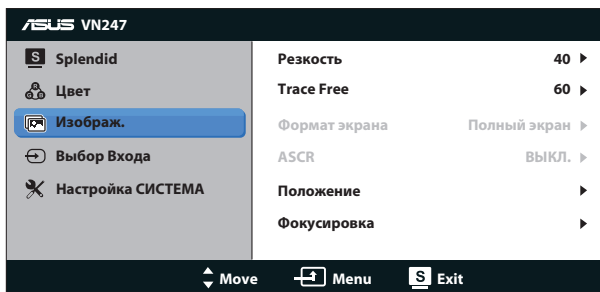 ASUS VN247
S Splendid
Цвет
Изображ.
Выбор Входа
Настройка СИСТЕМА
Резкость 40
Trace Free 60
Формат экрана Полный экран
ASCR ВЫКЛ.
Положение
Фокусировка
Move Menu S Exit